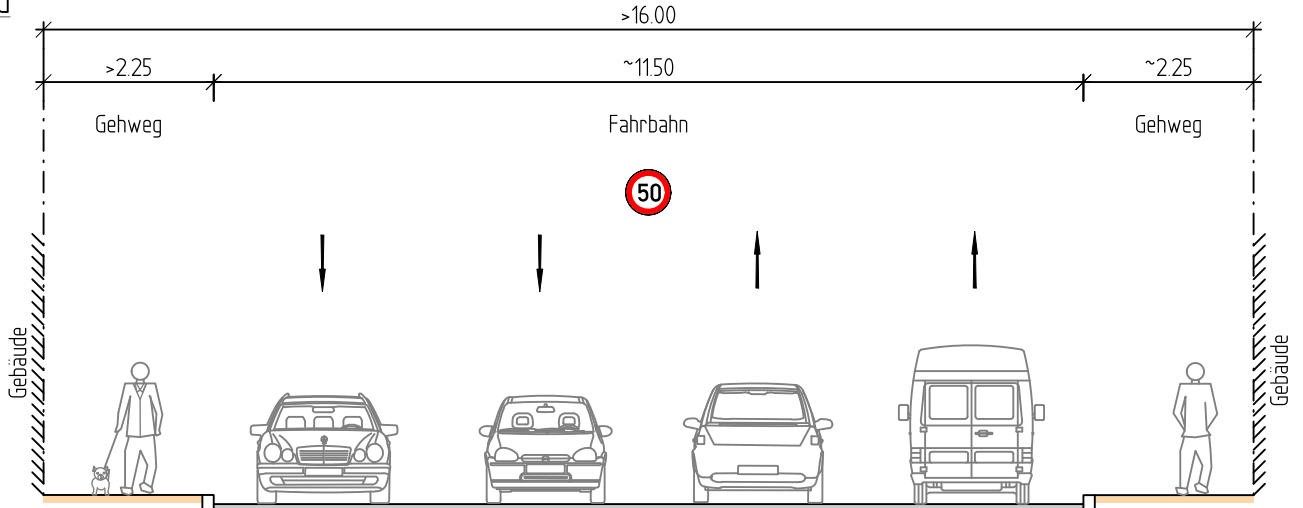 >16.00
>2.25
~11.50
~2.25
Gehweg
Fahrbahn
Gehweg
50
Gebäude
Gebäude